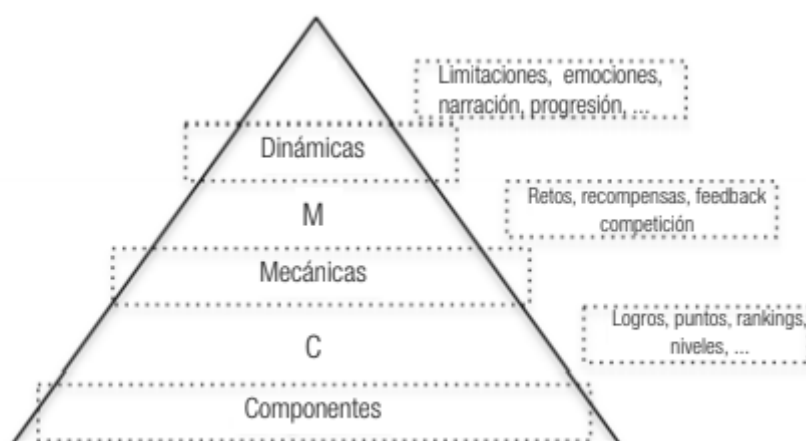 Limitaciones, emociones,
narración, progresión, ...
Dinámicas
M
Retos, recompensas, feedback
competición
Mecánicas
C
Logros, puntos, rankings,
niveles, ...
Componentes